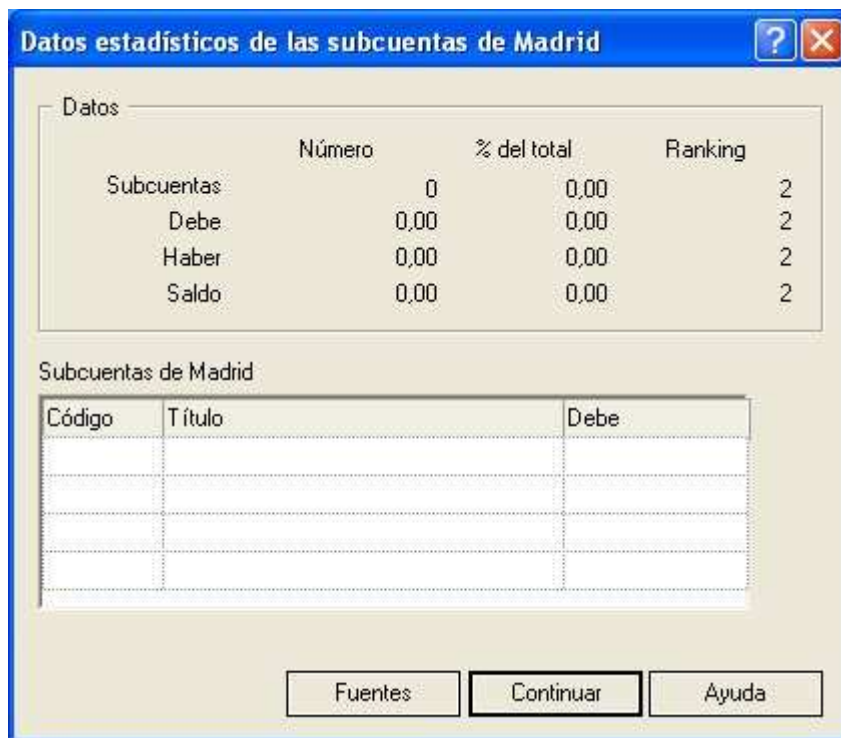 Datos estadísticos de las subcuentas de Madrid
Datos
Número % del total Ranking
Subcuentas 0 0,00 2
Debe 0,00 0,00 2
Haber 0,00 0,00 2
Saldo 0,00 0,00 2
Subcuentas de Madrid
Código Título Debe
Fuentes Continuar Ayuda